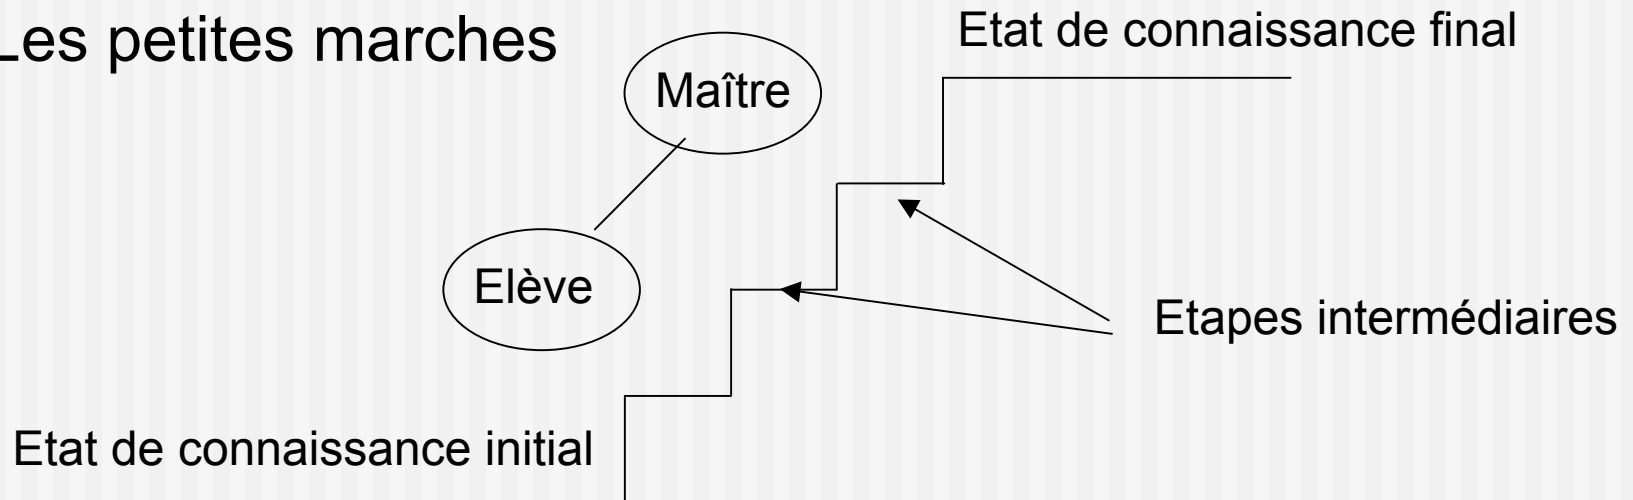 Les petites marches
Etat de connaissance final
Maître
Elève
Etapes intermédiaires
Etat de connaissance initial